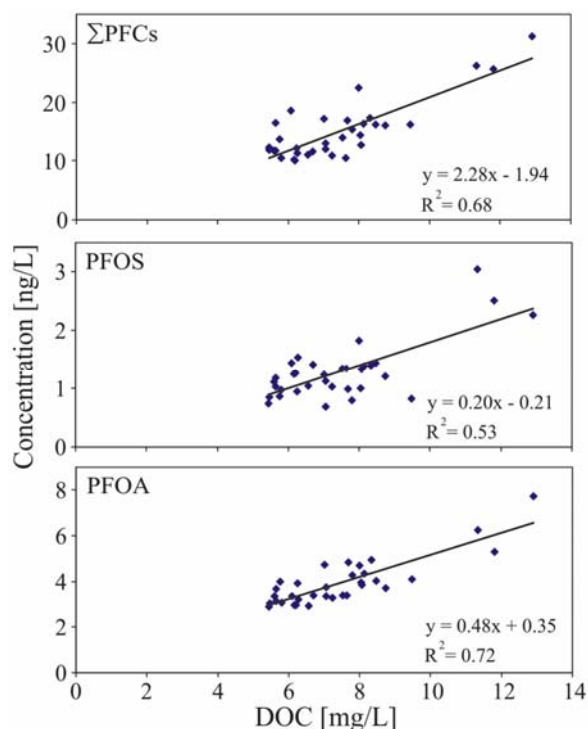 ΣPFCs
30
20
10
0
y = 2.28x - 1.94
R² = 0.68
Concentration [ng/L]
PFOS
3
2
1
0
y = 0.20x - 0.21
R² = 0.53
PFOA
8
6
4
2
0
y = 0.48x + 0.35
R² = 0.72
0 2 4 6 8 10 12 14
DOC [mg/L]